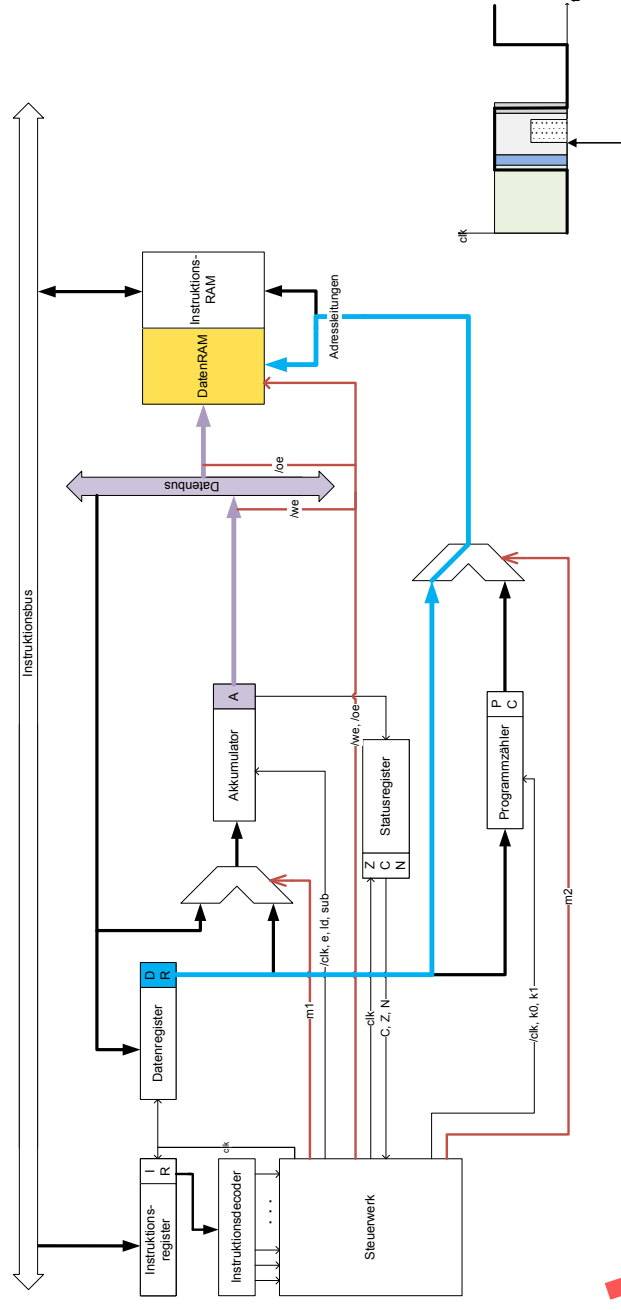 Instruktionsbus
Instruktions-
register
I
R
Datenregister
D
R
Instruktionsdecoder
. . .
Steuerwerk
clk
m1
/clk, e, ld, sub
/we, /oe
clk
C, Z, N
/clk, k0, k1
m2
Akkumulator
A
Statusregister
Z
C
N
Programmzähler
P
C
Datenbus
/we
/oe
DatenRAM
Instruktions-
RAM
Adressleitungen
clk